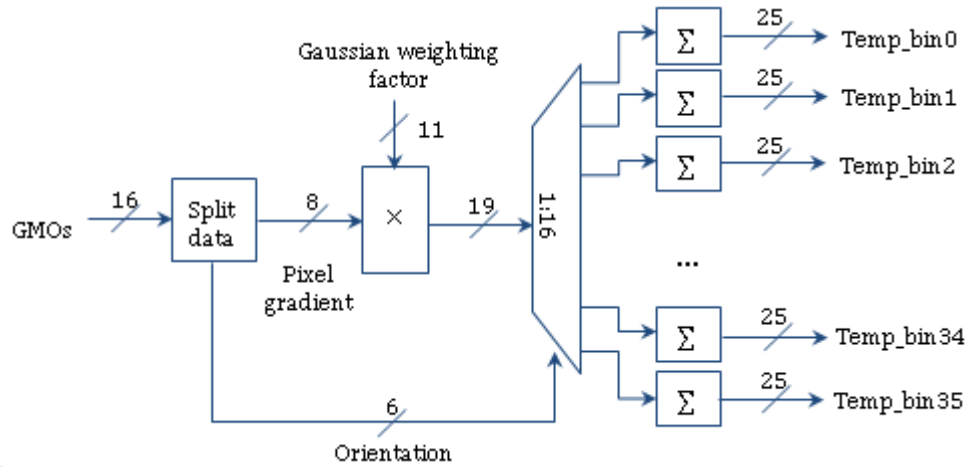 Gaussian weighting
factor
11
GMOs
16
Split
data
8
Pixel
gradient
×
19
1:16
6
Orientation
Σ
25
Temp_bin0
Σ
25
Temp_bin1
Σ
25
Temp_bin2
...
Σ
25
Temp_bin34
Σ
25
Temp_bin35